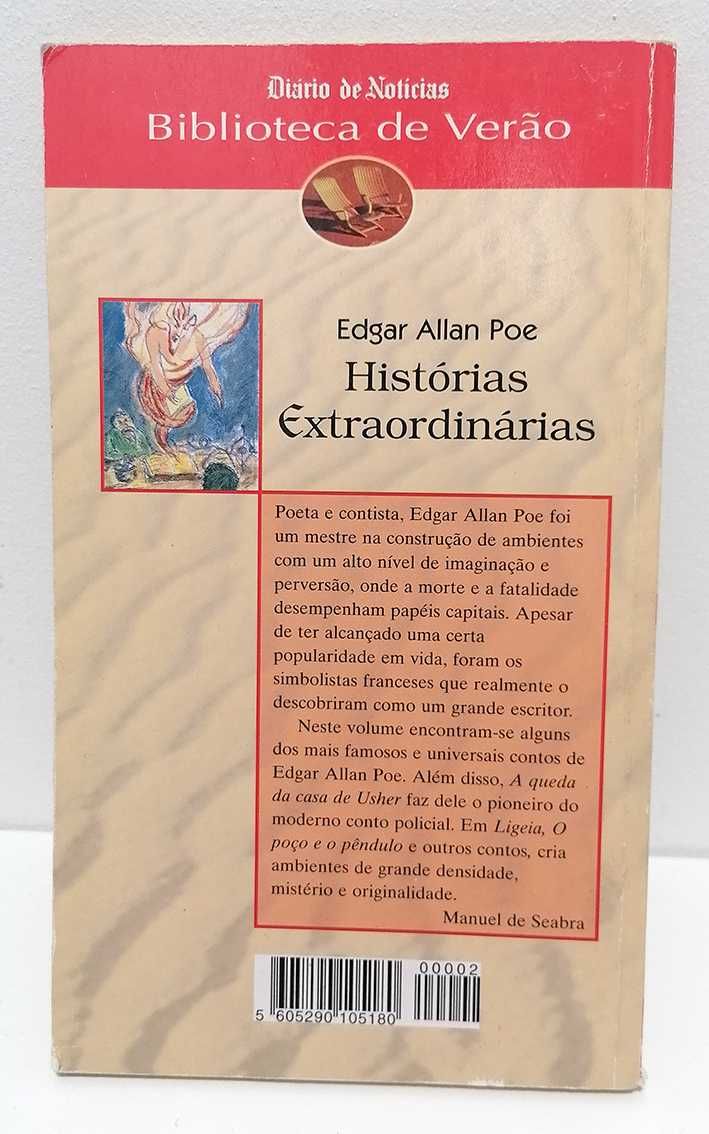 Diário de Notícias
Biblioteca de Verão
Edgar Allan Poe
Histórias
Extraordinárias
Poeta e contista, Edgar Allan Poe foi
um mestre na construção de ambientes
com um alto nível de imaginação e
perversão, onde a morte e a fatalidade
desempenham papéis capitais. Apesar
de ter alcançado uma certa
popularidade em vida, foram os
simbolistas franceses que realmente o
descobriram como um grande escritor.
Neste volume encontram-se alguns
dos mais famosos e universais contos de
Edgar Allan Poe. Além disso, A queda
da casa de Usher faz dele o pioneiro do
moderno conto policial. Em Ligeia, O
poço e o pêndulo e outros contos, cria
ambientes de grande densidade,
mistério e originalidade.
Manuel de Seabra
00002
5 605290 105180